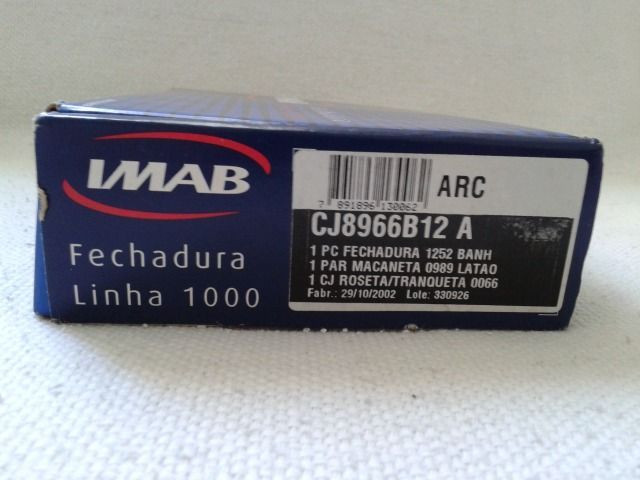 IMAB
Fechadura
Linha 1000
7 891896 130062
ARC
CJ8966B12 A
1 PC FECHADURA 1252 BANH
1 PAR MACANETA 0989 LATAO
1 CJ ROSETA/TRANQUETA 0066
Fabr.: 29/10/2002 Lote: 330926